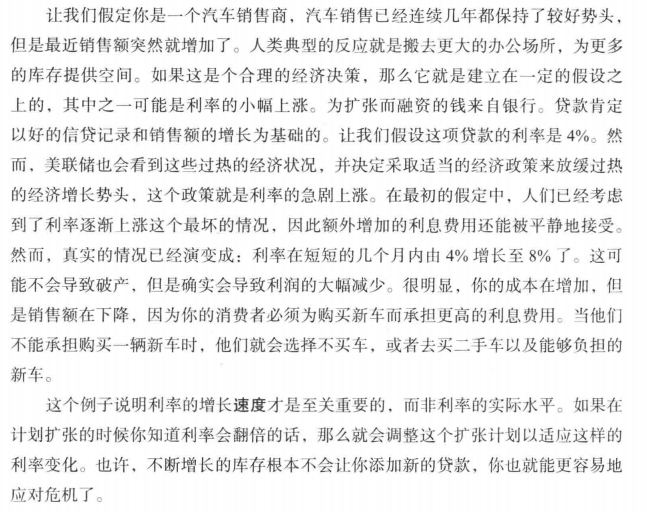 让我们假定你是一个汽车销售商，汽车销售已经连续几年都保持了较好势头，
但是最近销售额突然就增加了。人类典型的反应就是搬去更大的办公场所，为更多
的库存提供空间。如果这是个合理的经济决策，那么它就是建立在一定的假设之
上的，其中之一可能是利率的小幅上涨。为扩张而融资的钱来自银行。贷款肯定
以好的信贷记录和销售额的增长为基础的。让我们假设这项贷款的利率是 4%。然
而，美联储也会看到这些过热的经济状况，并决定采取适当的经济政策来放缓过热
的经济增长势头，这个政策就是利率的急剧上涨。在最初的假定中，人们已经考虑
到了利率逐渐上涨这个最坏的情况，因此额外增加的利息费用还能被平静地接受。
然而，真实的情况已经演变成：利率在短短的几个月内由 4% 增长至 8% 了。这可
能不会导致破产，但是确实会导致利润的大幅减少。很明显，你的成本在增加，但
是销售额在下降，因为你的消费者必须为购买新车而承担更高的利息费用。当他们
不能承担购买一辆新车时，他们就会选择不买车，或者去买二手车以及能够负担的
新车。
这个例子说明利率的增长速度才是至关重要的，而非利率的实际水平。如果在
计划扩张的时候你知道利率会翻倍的话，那么就会调整这个扩张计划以适应这样的
利率变化。也许，不断增长的库存根本不会让你添加新的贷款，你也就能更容易地
应对危机了。